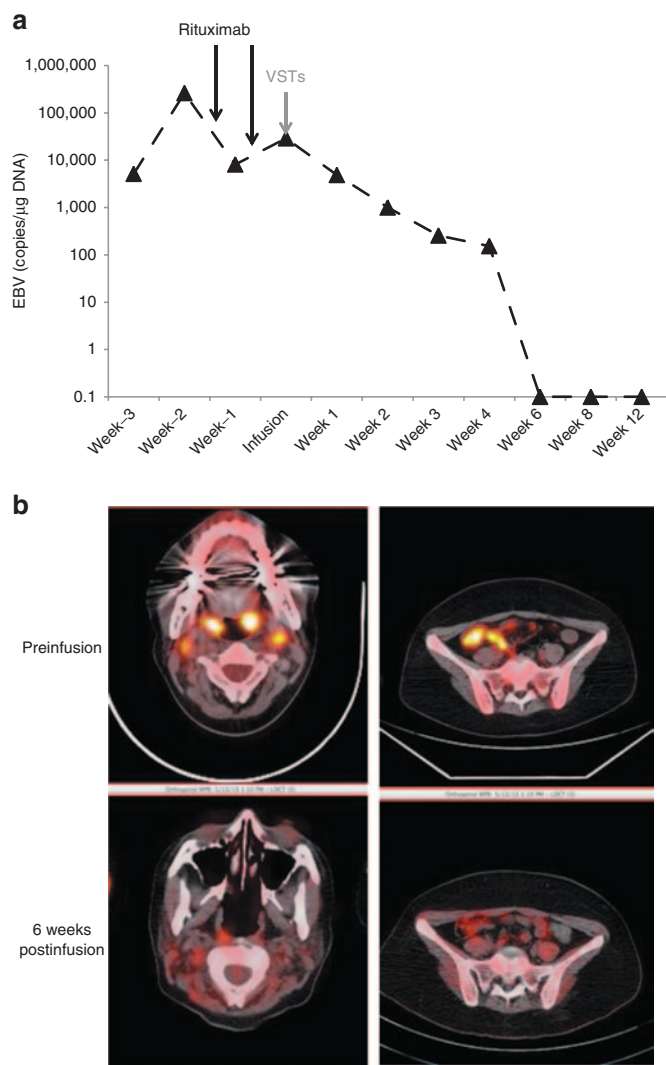 a
Rituximab
VSTs
1,000,000
100,000
10,000
1,000
100
10
1
0.1
EBV (copies/μg DNA)
Week–3
Week–2
Week–1
Infusion
Week 1
Week 2
Week 3
Week 4
Week 6
Week 8
Week 12
b
Preinfusion
6 weeks
postinfusion